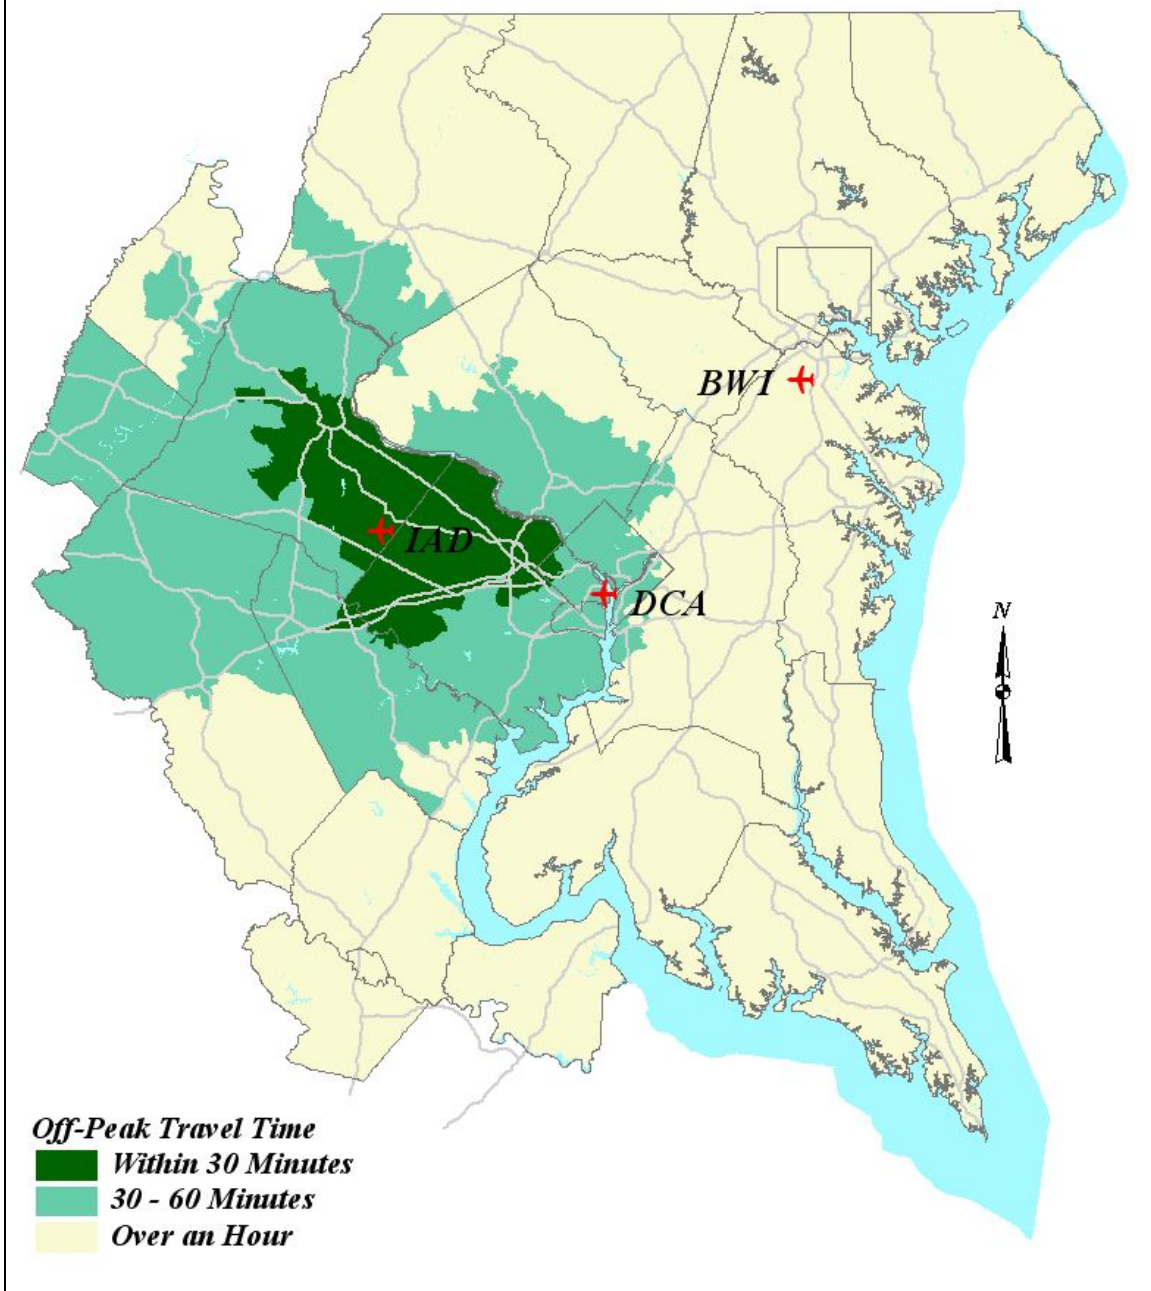 BWI
IAD
DCA
N
Off-Peak Travel Time
Within 30 Minutes
30 - 60 Minutes
Over an Hour